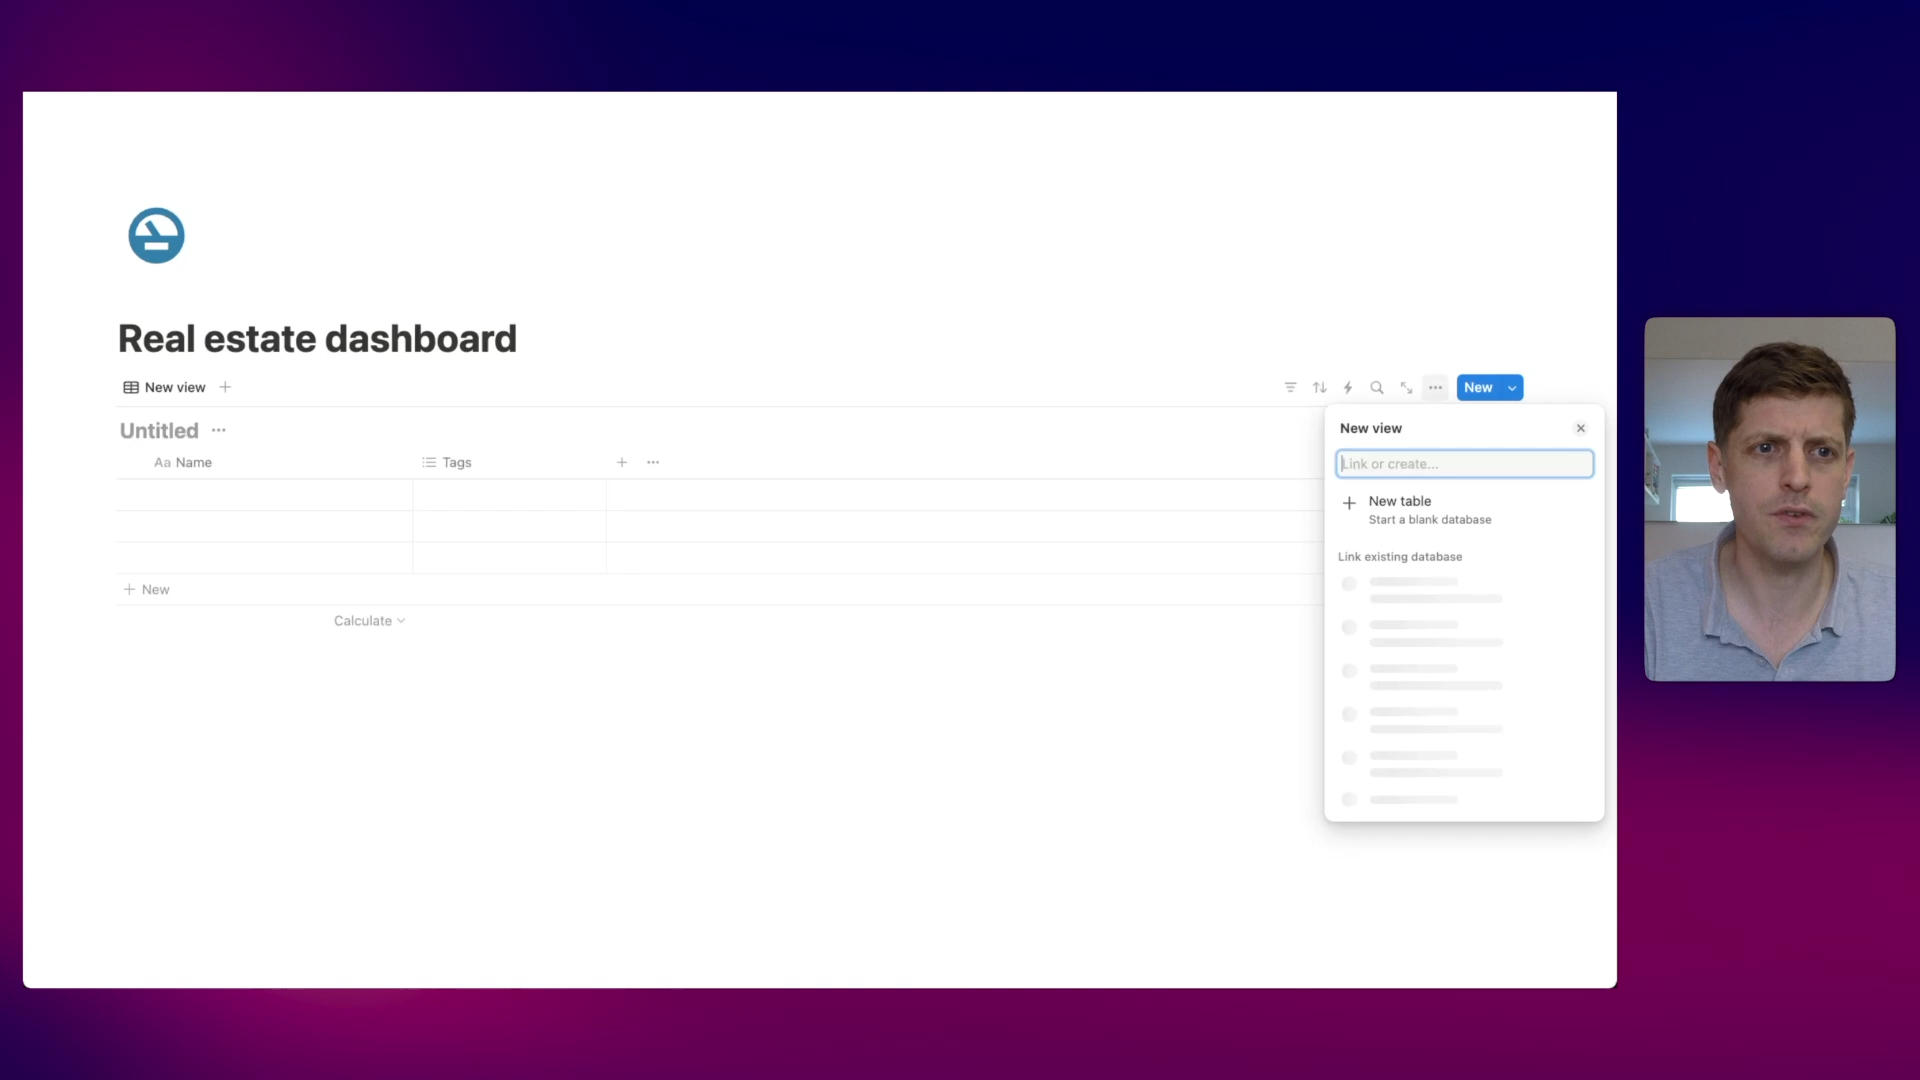 Real estate dashboard
New view
New
Untitled
Aa Name
Tags
New
Calculate
New view
Link or create...
New table
Start a blank database
Link existing database